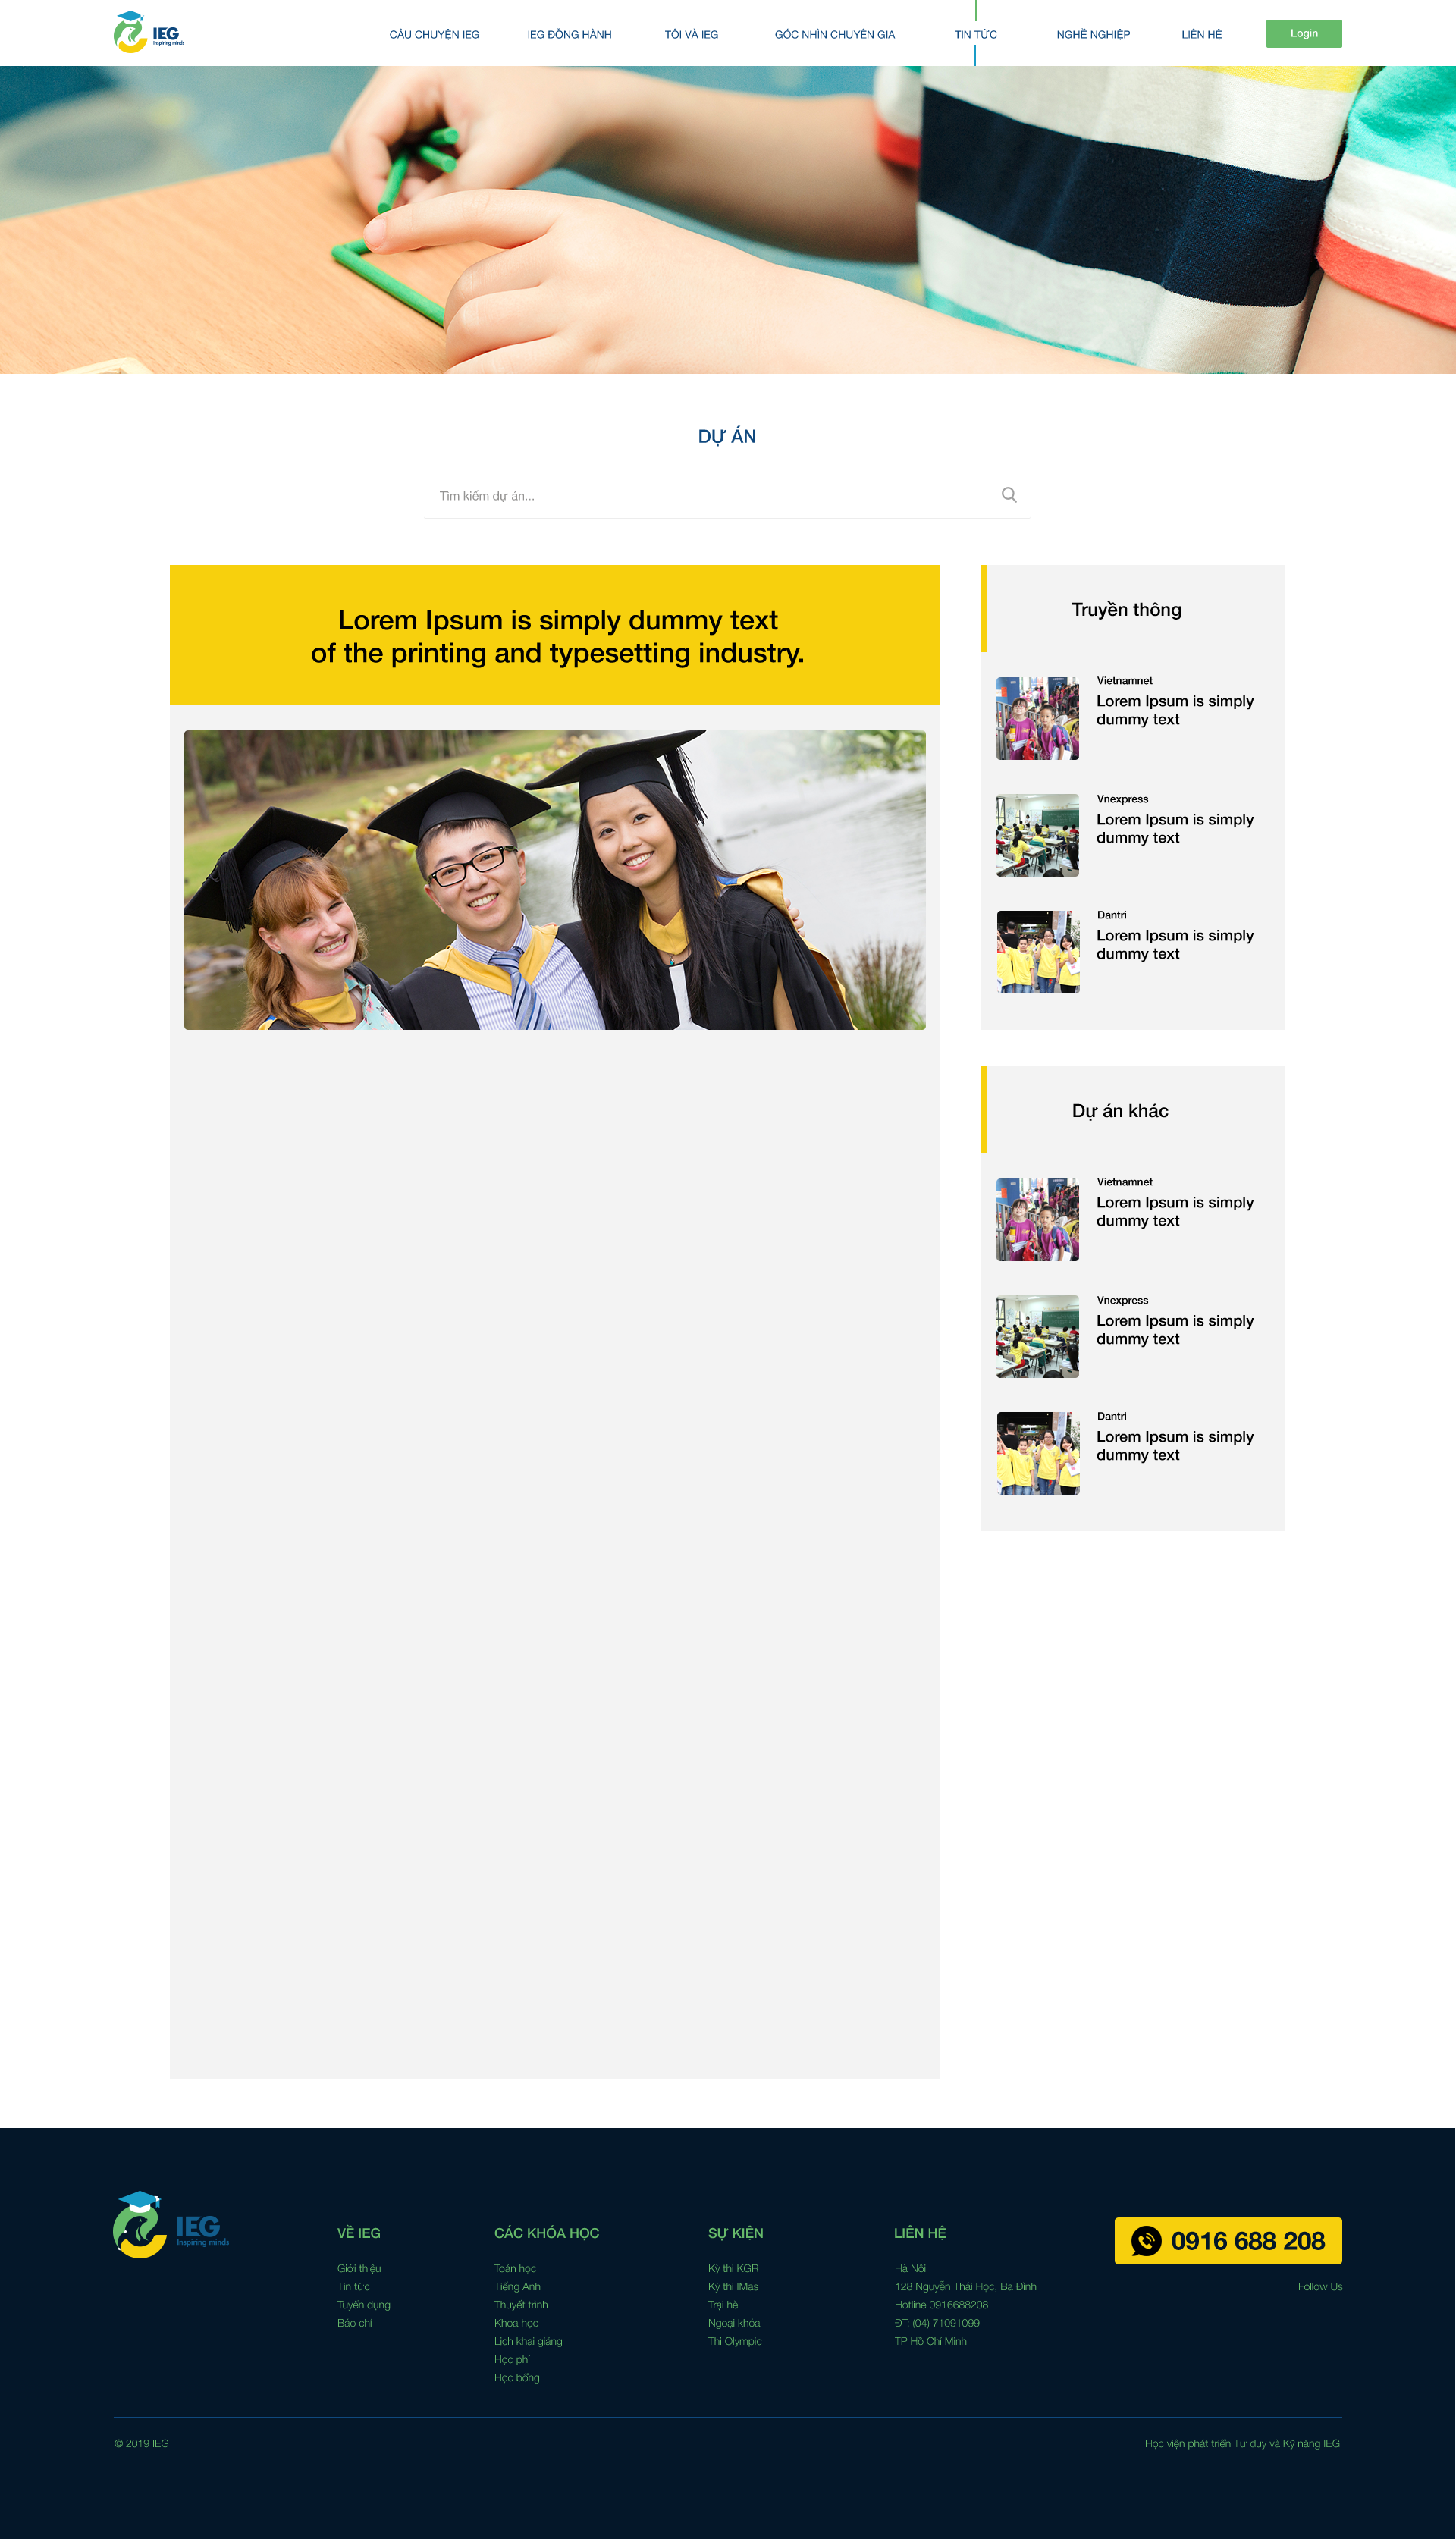 IEG
Inspiring minds
CÂU CHUYỆN IEG
IEG ĐỒNG HÀNH
TÔI VÀ IEG
GÓC NHÌN CHUYÊN GIA
TIN TỨC
NGHỀ NGHIỆP
LIÊN HỆ
Login
DỰ ÁN
Tìm kiếm dự án...
Lorem Ipsum is simply dummy text
of the printing and typesetting industry.
Truyền thông
Vietnamnet
Lorem Ipsum is simply
dummy text
Vnexpress
Lorem Ipsum is simply
dummy text
Dantri
Lorem Ipsum is simply
dummy text
Dự án khác
Vietnamnet
Lorem Ipsum is simply
dummy text
Vnexpress
Lorem Ipsum is simply
dummy text
Dantri
Lorem Ipsum is simply
dummy text
IEG
Inspiring minds
VỀ IEG
Giới thiệu
Tin tức
Tuyển dụng
Báo chí
CÁC KHÓA HỌC
Toán học
Tiếng Anh
Thuyết trình
Khoa học
Lịch khai giảng
Học phí
Học bổng
SỰ KIỆN
Kỳ thi KGR
Kỳ thi IMas
Trại hè
Ngoại khóa
Thi Olympic
LIÊN HỆ
Hà Nội
128 Nguyễn Thái Học, Ba Đình
Hotline 0916688208
ĐT: (04) 71091099
TP Hồ Chí Minh
0916 688 208
Follow Us
© 2019 IEG
Học viện phát triển Tư duy và Kỹ năng IEG